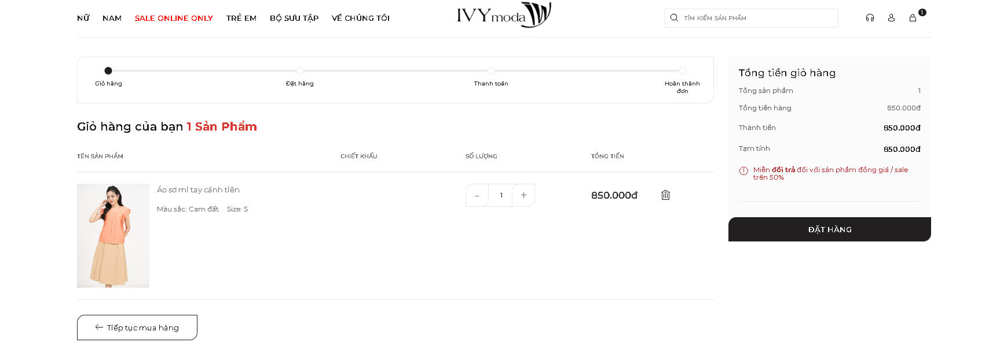 NỮ
NAM
SALE ONLINE ONLY
TRẺ EM
BỘ SƯU TẬP
VỀ CHÚNG TÔI
IVY moda
TÌM KIẾM SẢN PHẨM
1
Giỏ hàng
Đặt hàng
Thanh toán
Hoàn thành
đơn
Giỏ hàng của bạn 1 Sản Phẩm
TÊN SẢN PHẨM
CHIẾT KHẤU
SỐ LƯỢNG
TỔNG TIỀN
Áo sơ mi tay cánh tiên
Màu sắc: Cam đất Size: S
- 1 +
850.000đ
← Tiếp tục mua hàng
Tổng tiền giỏ hàng
Tổng sản phẩm 1
Tổng tiền hàng 850.000đ
Thành tiền 850.000đ
Tạm tính 850.000đ
Miễn đổi trả đối với sản phẩm đồng giá / sale
trên 50%
ĐẶT HÀNG